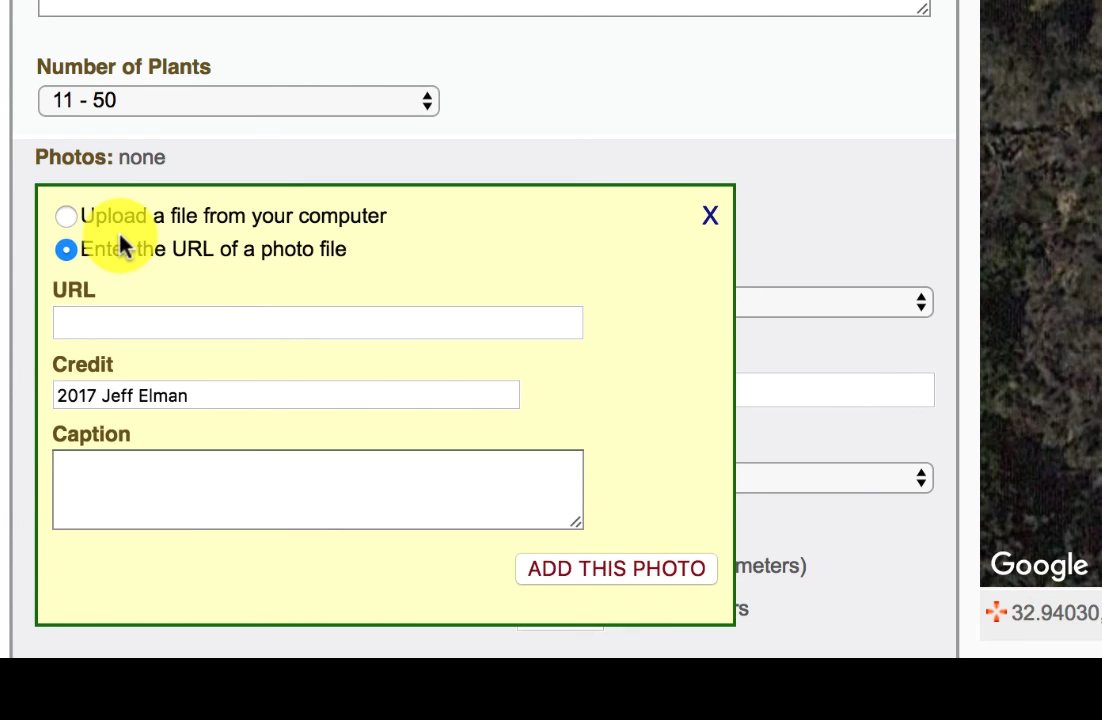 Number of Plants
11 - 50
Photos: none
Upload a file from your computer
X
Enter the URL of a photo file
URL
Credit
2017 Jeff Elman
Caption
ADD THIS PHOTO
meters)
Google
32.94030,